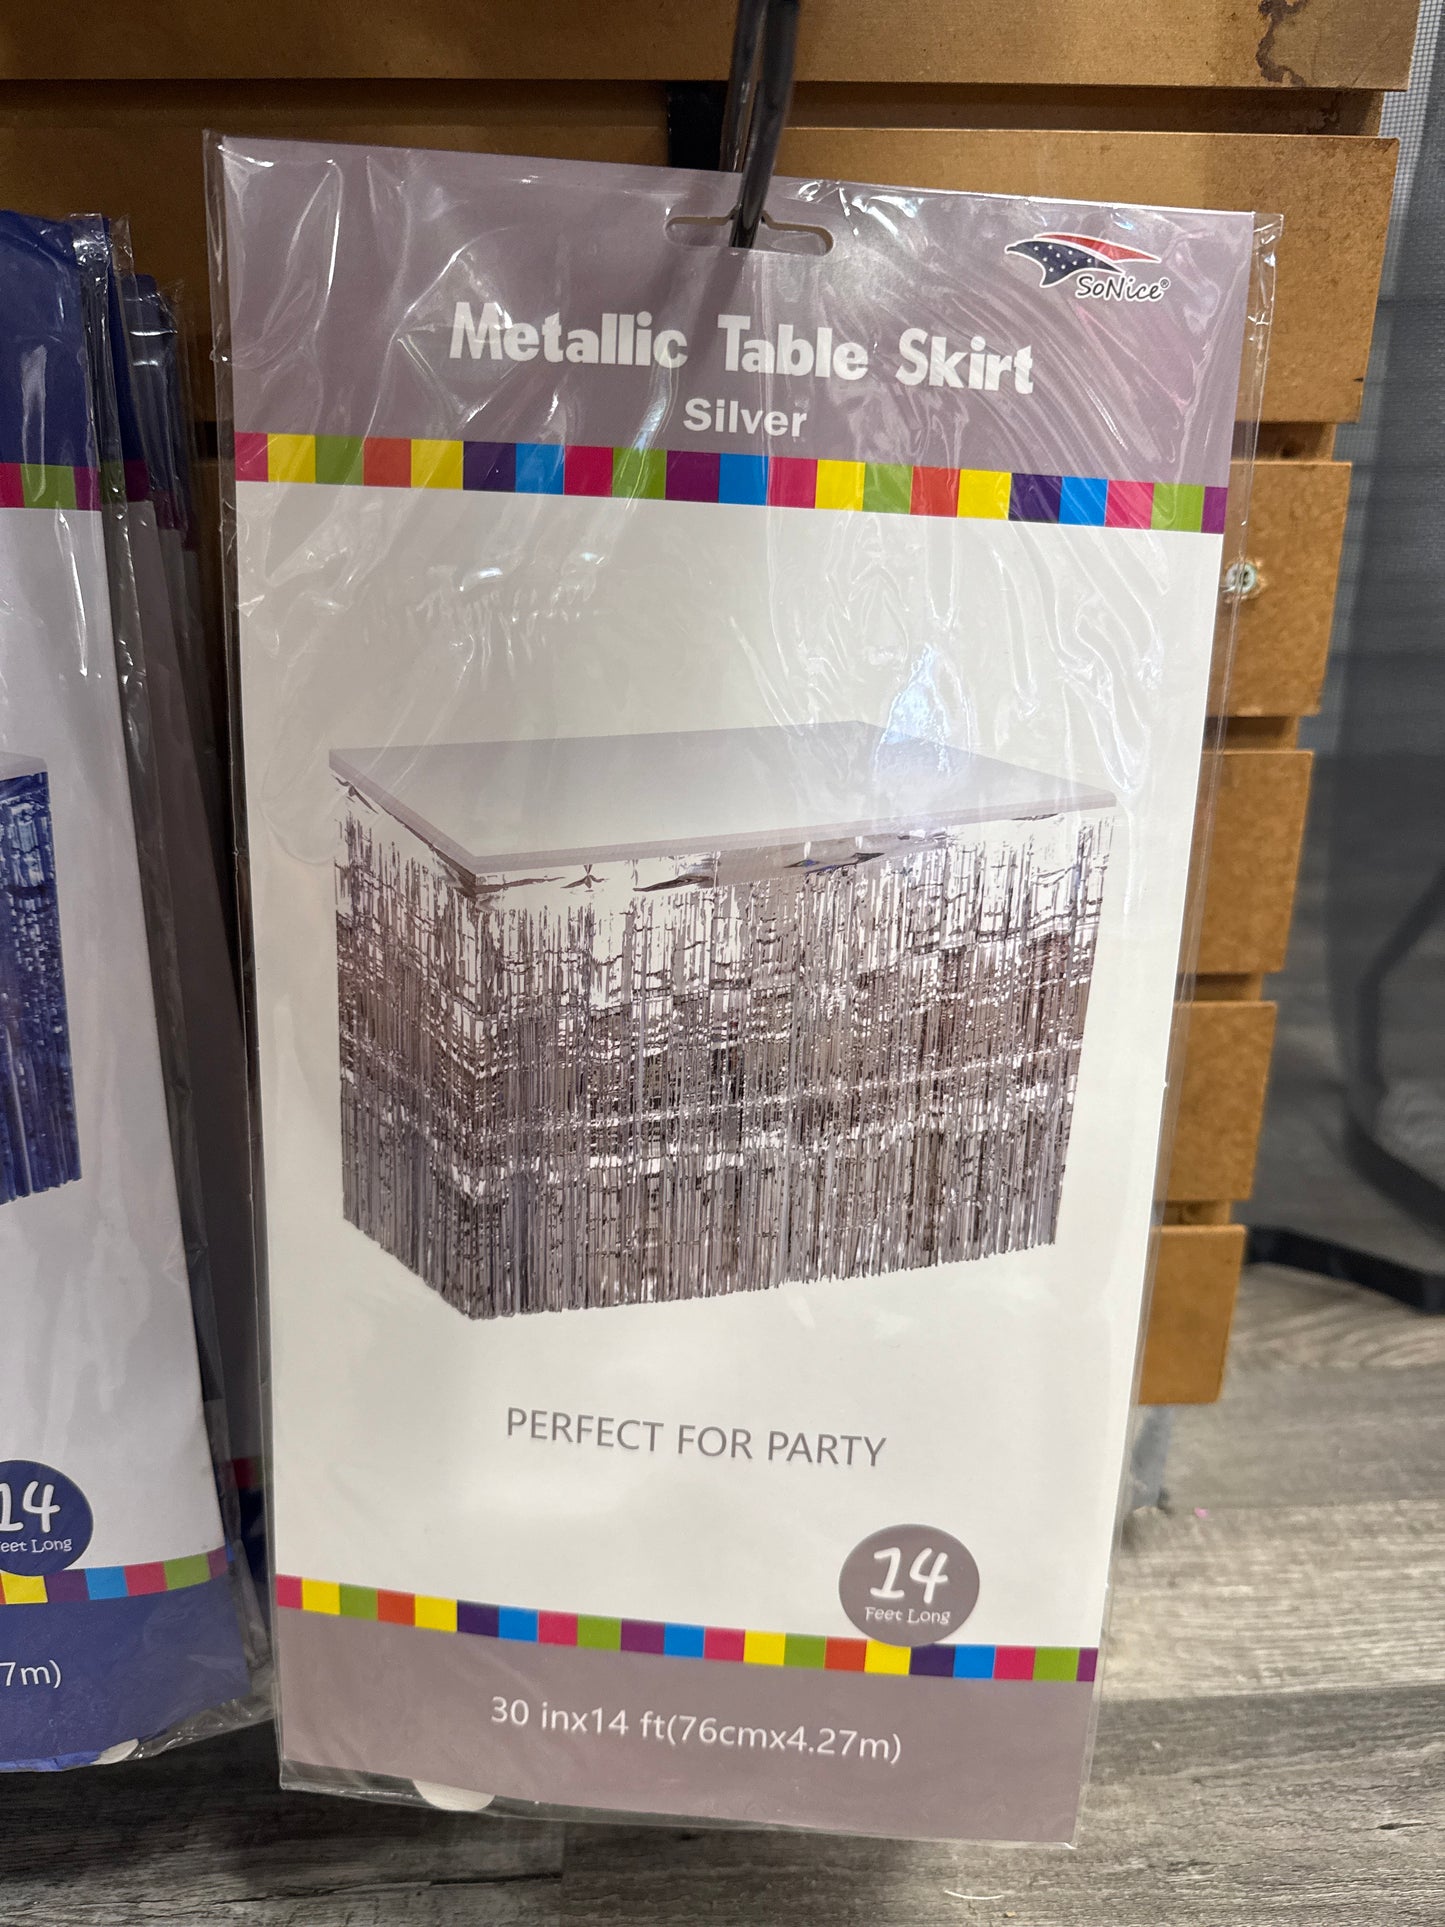 SoNice®
Metallic Table Skirt
Silver
PERFECT FOR PARTY
14
Feet Long
30 inx14 ft(76cmx4.27m)
14
eet Long
7m)